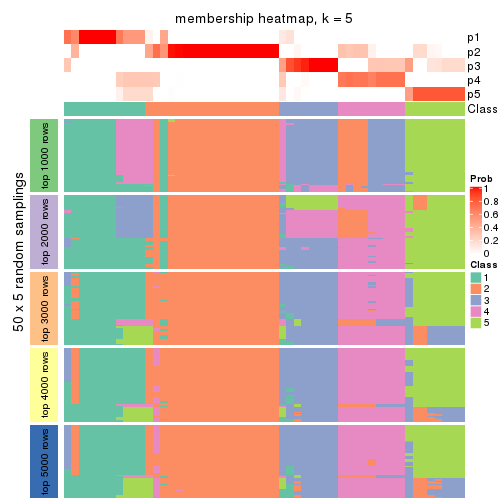 membership heatmap, k = 5
p1
p2
p3
p4
p5
Class
50 x 5 random samplings
top 1000 rows
top 2000 rows
top 3000 rows
top 4000 rows
top 5000 rows
Prob
1
0.8
0.6
0.4
0.2
0
Class
1
2
3
4
5